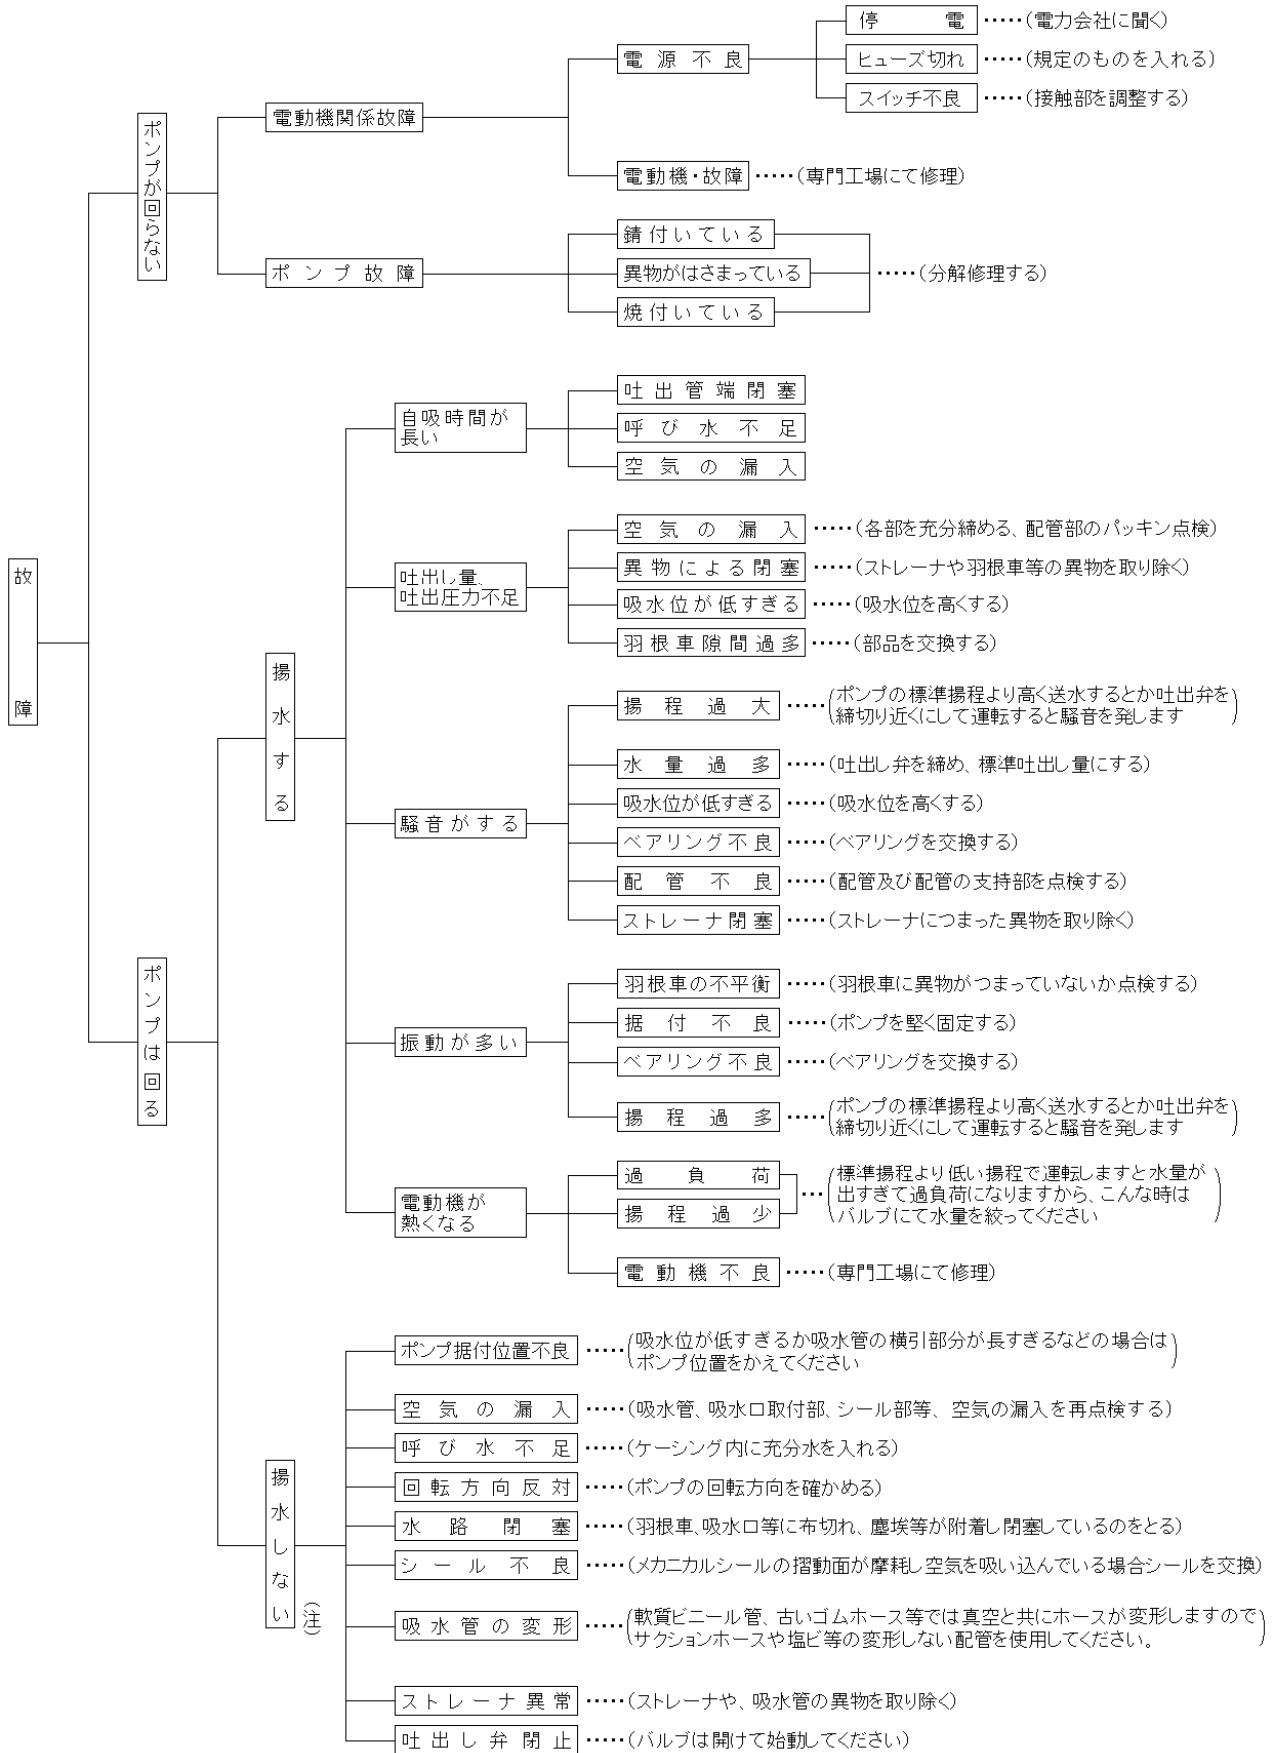 故障
ポンプが回らない
電動機関係故障
電源不良
停電 ・・・・・(電力会社に聞く)
ヒューズ切れ ・・・・・(規定のものを入れる)
スイッチ不良 ・・・・・(接触部を調整する)
電動機・故障 ・・・・・(専門工場にて修理)
ポンプ故障
錆付いている
異物がはさまっている ・・・・・(分解修理する)
焼付いている
ポンプは回る
揚水する
自吸時間が
長い
吐出管端閉塞
呼び水不足
空気の漏入
吐出し量、
吐出圧力不足
空気の漏入 ・・・・・(各部を充分締める、配管部のパッキン点検)
異物による閉塞 ・・・・・(ストレーナや羽根車等の異物を取り除く)
吸水位が低すぎる ・・・・・(吸水位を高くする)
羽根車隙間過多 ・・・・・(部品を交換する)
騒音がする
揚程過大 ・・・・・(ポンプの標準揚程より高く送水するとか吐出弁を
締切り近くにして運転すると騒音を発します)
水量過多 ・・・・・(吐出し弁を締め、標準吐出し量にする)
吸水位が低すぎる ・・・・・(吸水位を高くする)
ベアリング不良 ・・・・・(ベアリングを交換する)
配管不良 ・・・・・(配管及び配管の支持部を点検する)
ストレーナ閉塞 ・・・・・(ストレーナにつまった異物を取り除く)
振動が多い
羽根車の不平衡 ・・・・・(羽根車に異物がつまっていないか点検する)
据付不良 ・・・・・(ポンプを堅く固定する)
ベアリング不良 ・・・・・(ベアリングを交換する)
揚程過多 ・・・・・(ポンプの標準揚程より高く送水するとか吐出弁を
締切り近くにして運転すると騒音を発します)
電動機が
熱くなる
過負荷
揚程過少
・・・(標準揚程より低い揚程で運転しますと水量が
出すぎて過負荷になりますから、こんな時は
バルブにて水量を絞ってください)
電動機不良 ・・・・・(専門工場にて修理)
揚水しない
(注)
ポンプ据付位置不良 ・・・・・(吸水位が低すぎるか吸水管の横引部分が長すぎるなどの場合は
ポンプ位置をかえてください)
空気の漏入 ・・・・・(吸水管、吸水口取付部、シール部等、空気の漏入を再点検する)
呼び水不足 ・・・・・(ケーシング内に充分水を入れる)
回転方向反対 ・・・・・(ポンプの回転方向を確かめる)
水路閉塞 ・・・・・(羽根車、吸水口等に布切れ、塵埃等が附着し閉塞しているのをとる)
シール不良 ・・・・・(メカニカルシールの摺動面が摩耗し空気を吸い込んでいる場合シールを交換)
吸水管の変形 ・・・・・(軟質ビニール管、古いゴムホース等では真空と共にホースが変形しますので
サクションホースや塩ビ等の変形しない配管を使用してください。)
ストレーナ異常 ・・・・・(ストレーナや、吸水管の異物を取り除く)
吐出し弁閉止 ・・・・・(バルブは開けて始動してください)